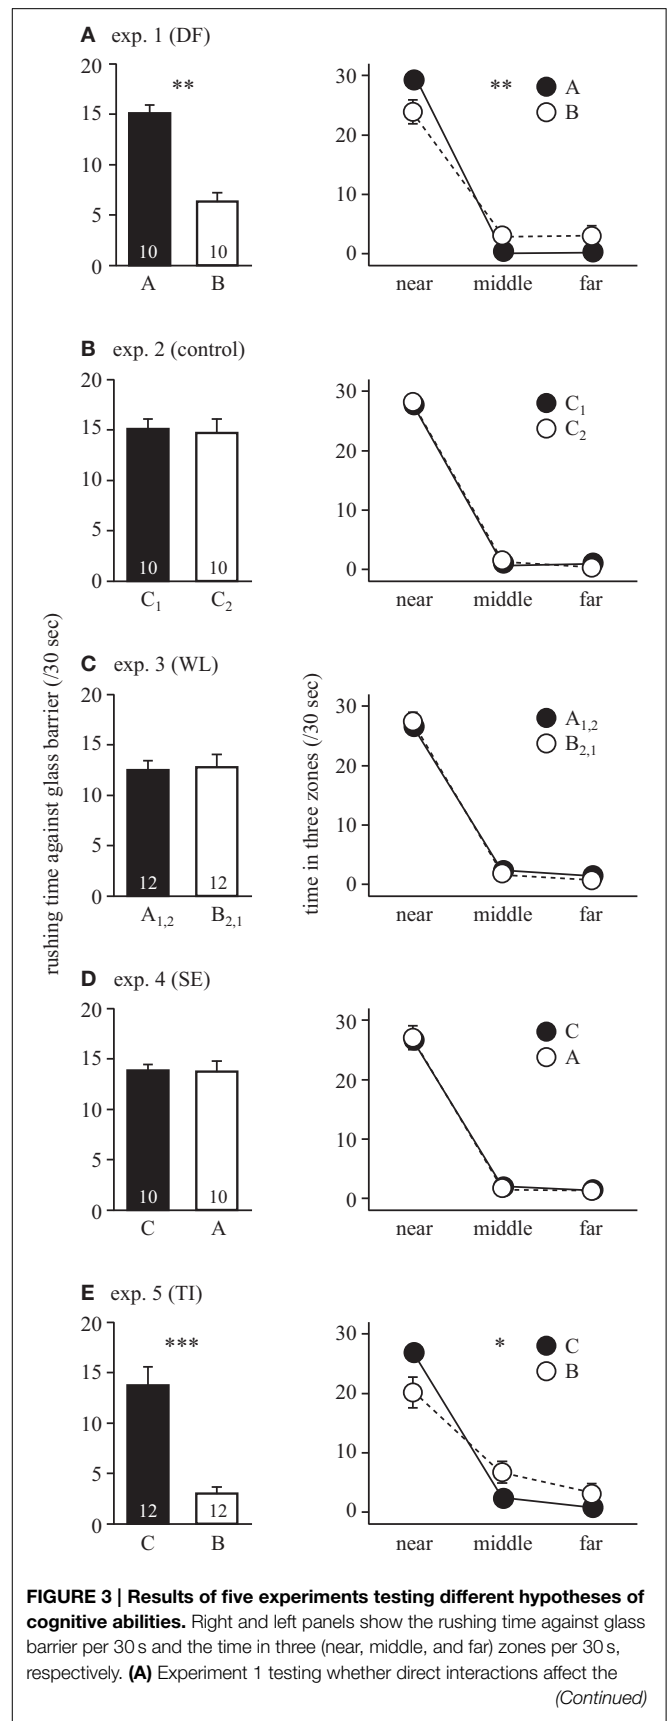 A exp. 1 (DF)
20
15
10
5
0
**
10
10
A
B
30
20
10
0
**
A
B
near
middle
far
B exp. 2 (control)
20
15
10
5
0
10
10
C1
C2
30
20
10
0
C1
C2
near
middle
far
rushing time against glass barrier (/30 sec)
time in three zones (/30 sec)
C exp. 3 (WL)
20
15
10
5
0
12
12
A1,2
B2,1
30
20
10
0
A1,2
B2,1
near
middle
far
D exp. 4 (SE)
20
15
10
5
0
10
10
C
A
30
20
10
0
C
A
near
middle
far
E exp. 5 (TI)
20
15
10
5
0
***
12
12
C
B
30
20
10
0
*
C
B
near
middle
far
FIGURE 3 | Results of five experiments testing different hypotheses of
cognitive abilities. Right and left panels show the rushing time against glass
barrier per 30 s and the time in three (near, middle, and far) zones per 30 s,
respectively. (A) Experiment 1 testing whether direct interactions affect the
(Continued)